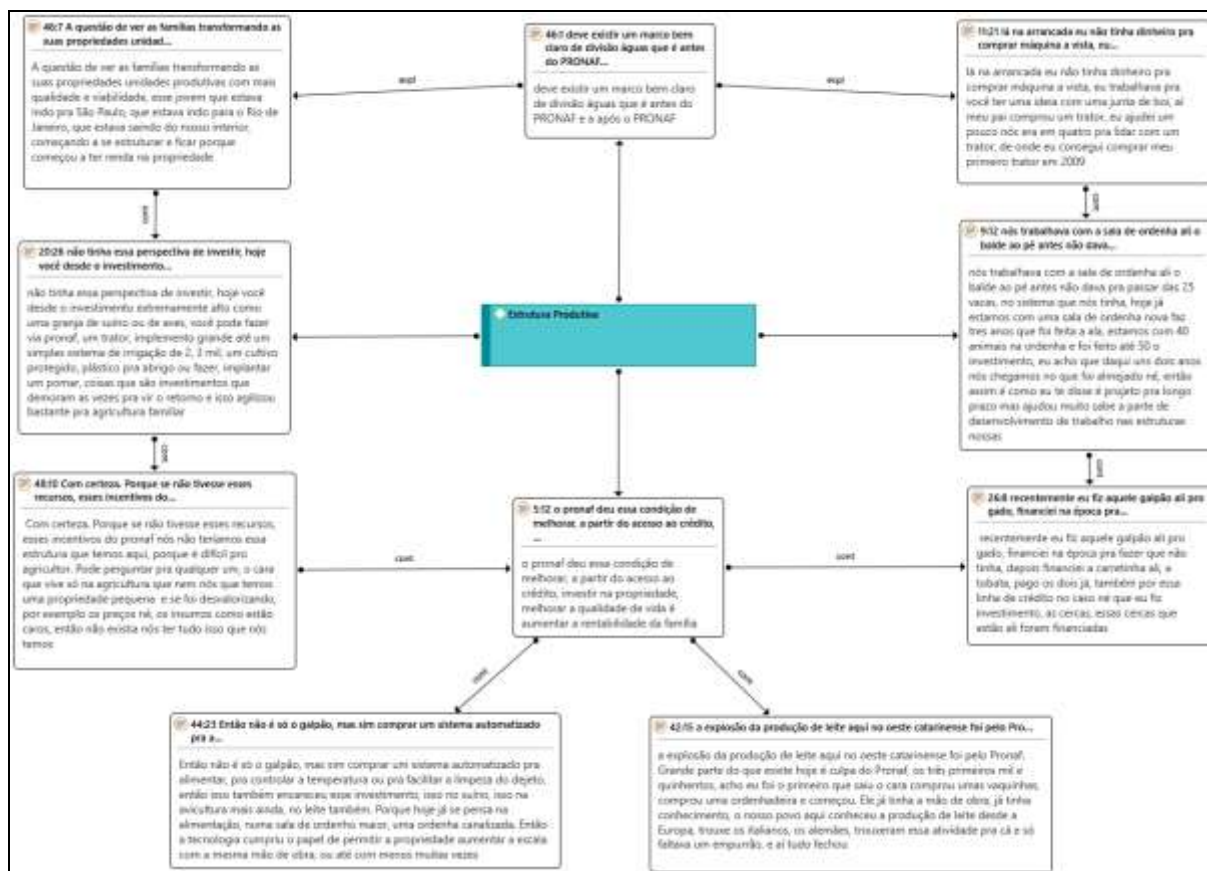 46:7 A questão de ver as famílias transformando as
suas propriedades unidad...
A questão de ver as famílias transformando as
suas propriedades unidades produtivas com mais
qualidade e viabilidade, esse jovem que estava
indo pra São Paulo, que estava indo para o Rio de
Janeiro, que estava saindo do nosso interior,
começando a se estruturar e ficar porque
começou a ter renda na propriedade
expl
46:1 deve existir um marco bem
claro de divisão águas que é antes
do PRONAF...
deve existir um marco bem claro
de divisão águas que é antes do
PRONAF e a após o PRONAF
expl
11:21 lá na arrancada eu não tinha dinheiro pra
comprar máquina a vista, eu...
lá na arrancada eu não tinha dinheiro pra
comprar máquina a vista, eu trabalhava pra
você ter uma ideia com uma junta de boi, aí
meu pai comprou um trator, eu ajudei um
pouco nós era em quatro pra lidar com um
trator, de onde eu consegui comprar meu
primeiro trator em 2009
cont
cont
20:26 não tinha essa perspectiva de investir, hoje
você desde o investimento...
não tinha essa perspectiva de investir, hoje você
desde o investimento extremamente alto como
uma granja de suíno ou de aves, você pode fazer
via pronaf, um trator, implemento grande até um
simples sistema de irrigação de 2, 3 mil, um cultivo
protegido, plástico pra abrigo ou fazer, implantar
um pomar, coisas que são investimentos que
demoram as vezes pra vir o retorno e isso agilizou
bastante pra agricultura familiar
Estrutura Produtiva
9:12 nós trabalhava com a sala de ordenha ali o
balde ao pé antes não dava...
nós trabalhava com a sala de ordenha ali o
balde ao pé antes não dava pra passar das 25
vacas, no sistema que nós tinha, hoje já
estamos com uma sala de ordenha nova faz
três anos que foi feita a ala, estamos com 40
animais na ordenha e foi feito até 50 o
investimento, eu acho que daqui uns dois anos
nós chegamos no que foi almejado né, então
assim é como eu te disse é projeto pra longo
prazo mas ajudou muito sabe a parte de
desenvolvimento de trabalho nas estruturas
nossas
cont
cont
48:10 Com certeza. Porque se não tivesse esses
recursos, esses incentivos do...
Com certeza. Porque se não tivesse esses recursos,
esses incentivos do pronaf nós não teríamos essa
estrutura que temos aqui, porque é difícil pro
agricultor. Pode perguntar pra qualquer um, o cara
que vive só na agricultura que nem nós que temos
uma propriedade pequena e se foi desvalorizando,
por exemplo os preços né, os insumos como estão
caros, então não existia nós ter tudo isso que nós
temos
cont
5:12 o pronaf deu essa condição de
melhorar, a partir do acesso ao crédito,
...
o pronaf deu essa condição de
melhorar, a partir do acesso ao
crédito, investir na propriedade,
melhorar a qualidade de vida é
aumentar a rentabilidade da família
cont
26:8 recentemente eu fiz aquele galpão ali pro
gado, financiei na época pra...
recentemente eu fiz aquele galpão ali pro
gado, financiei na época pra fazer que não
tinha, depois financiei a carretinha ali, a
tobata, pago os dois já, também por essa
linha de crédito no caso né que eu fiz
investimento, as cercas, essas cercas que
estão ali foram financiadas
cont
cont
44:23 Então não é só o galpão, mas sim comprar um sistema automatizado
pra a...
Então não é só o galpão, mas sim comprar um sistema automatizado pra
alimentar, pra controlar a temperatura ou pra facilitar a limpeza do dejeto,
então isso também encareceu esse investimento, isso no suíno, isso na
avicultura mais ainda, no leite também. Porque hoje já se pensa na
alimentação, numa sala de ordenho maior, uma ordenha canalizada. Então
a tecnologia cumpriu o papel de permitir a propriedade aumentar a escala
com a mesma mão de obra, ou até com menos muitas vezes
42:15 a explosão da produção de leite aqui no oeste catarinense foi pelo Pro...
a explosão da produção de leite aqui no oeste catarinense foi pelo Pronaf.
Grande parte do que existe hoje é culpa do Pronaf, os três primeiros mil e
quinhentos, acho eu foi o primeiro que saiu o cara comprou umas vaquinhas,
comprou uma ordenhadeira e começou. Ele já tinha a mão de obra, já tinha
conhecimento, o nosso povo aqui conheceu a produção de leite desde a
Europa, trouxe os italianos, os alemães, trouxeram essa atividade pra cá e só
faltava um empurrão, e aí tudo fechou